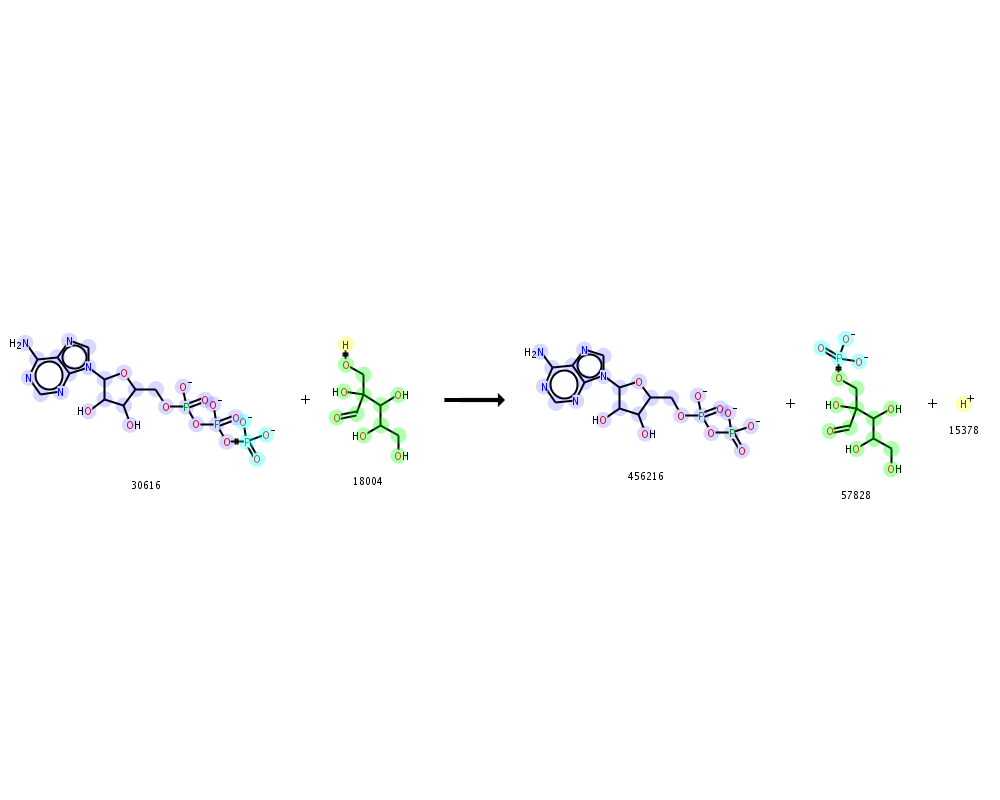 H₂N N N N N O OH OH O P O⁻ O O P O⁻ O O P O⁻ O⁻ O
30616
+
H O HO OH O HO OH
18004
H₂N N N N N O HO OH O P O⁻ O O P O⁻ O⁻ O
456216
+
O P O⁻ O⁻ O HO OH O HO OH
57828
+
H⁺
15378